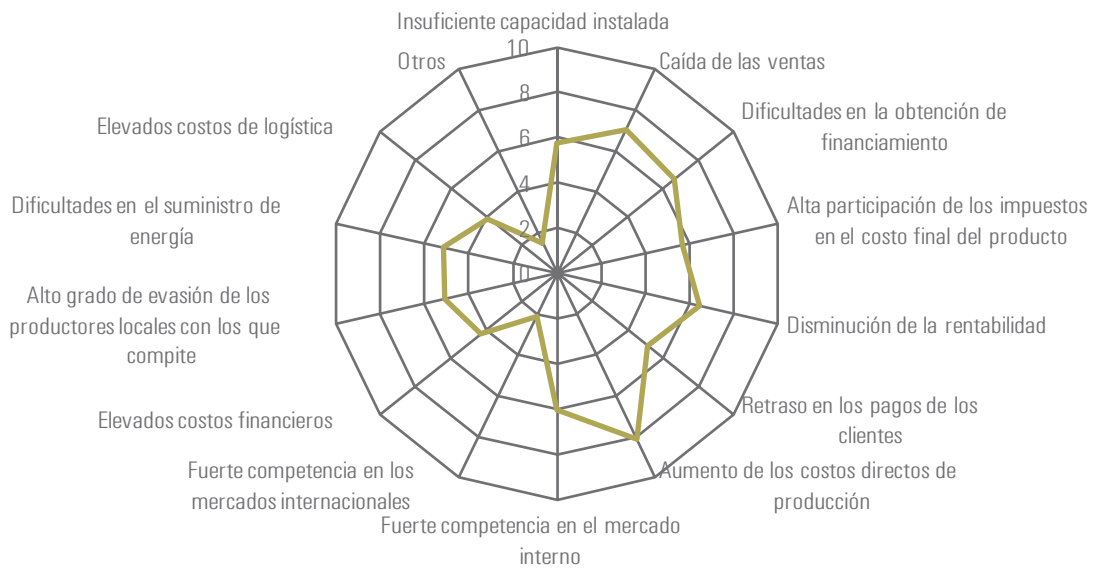 Insuficiente capacidad instalada
Caída de las ventas
Dificultades en la obtención de
financiamiento
Alta participación de los impuestos
en el costo final del producto
Disminución de la rentabilidad
Retraso en los pagos de los
clientes
Aumento de los costos directos de
producción
Fuerte competencia en el mercado
interno
Fuerte competencia en los
mercados internacionales
Elevados costos financieros
Alto grado de evasión de los
productores locales con los que
compite
Dificultades en el suministro de
energía
Elevados costos de logística
Otros
10
8
6
4
2
0